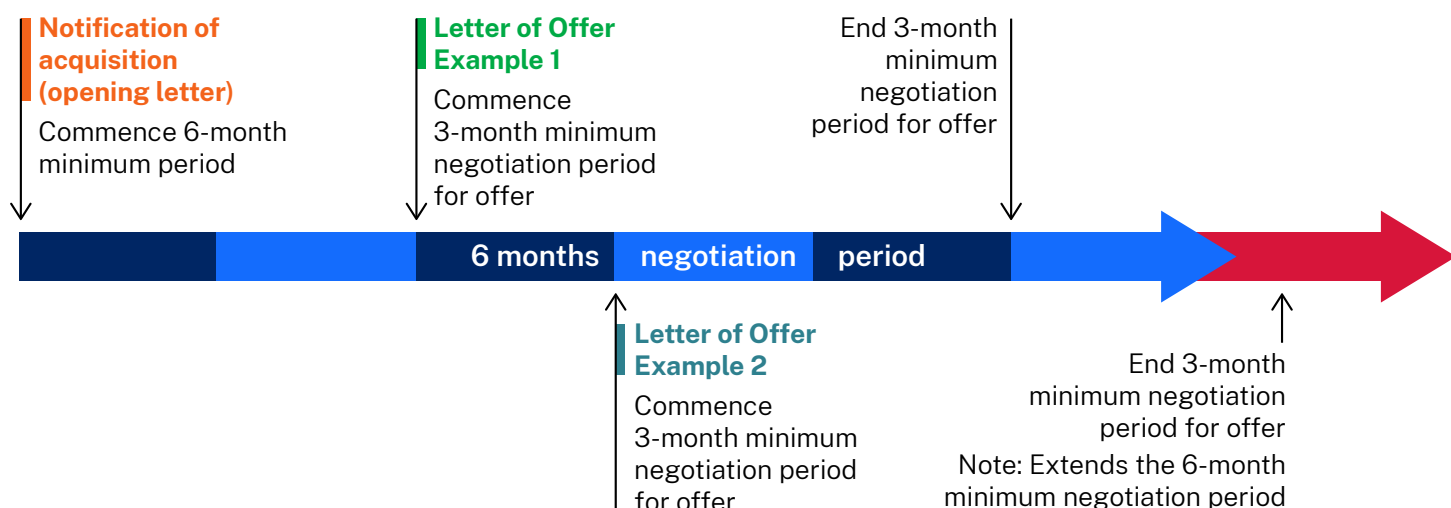 Notification of
acquisition
(opening letter)
Commence 6-month
minimum period
Letter of Offer
Example 1
Commence
3-month minimum
negotiation period
for offer
End 3-month
minimum
negotiation
period for offer
6 months negotiation period
Letter of Offer
Example 2
Commence
3-month minimum
negotiation period
for offer
End 3-month
minimum negotiation
period for offer
Note: Extends the 6-month
minimum negotiation period